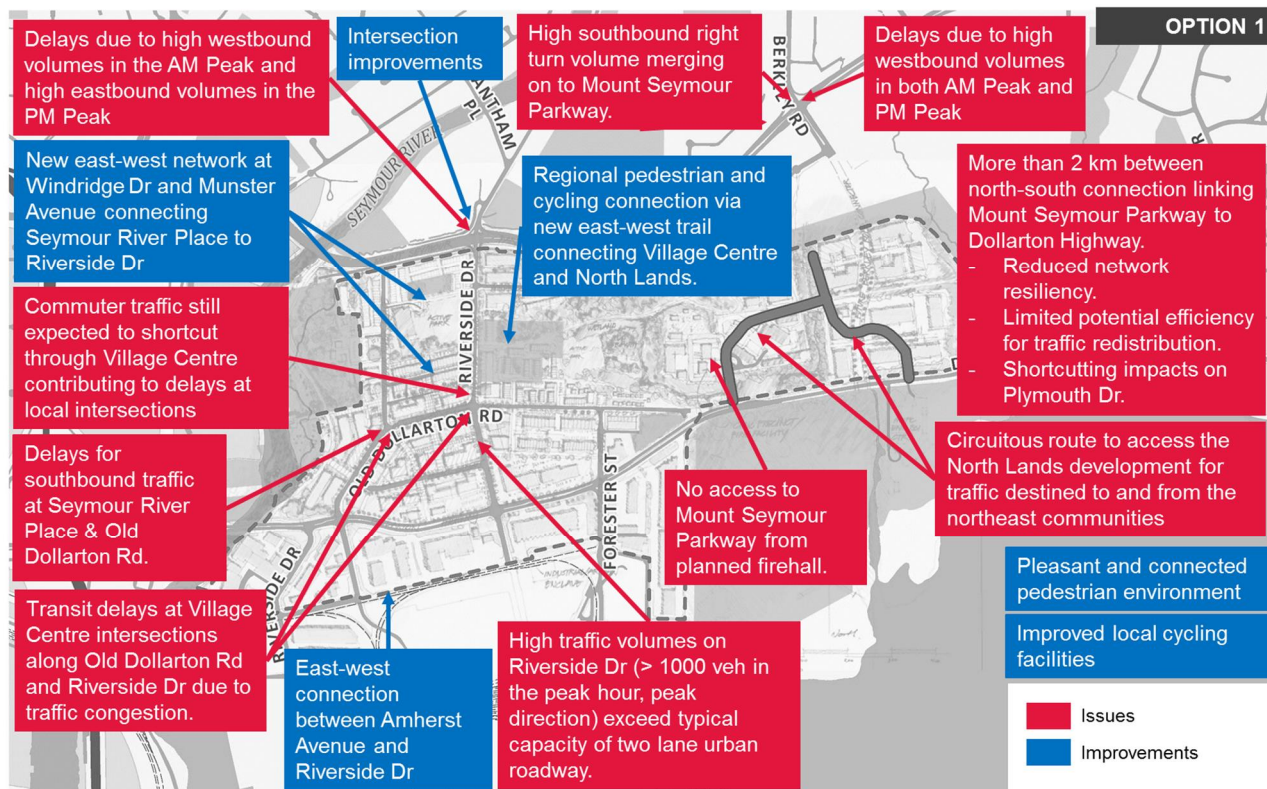 OPTION 1
Delays due to high westbound
volumes in the AM Peak and
high eastbound volumes in the
PM Peak
Intersection
improvements
High southbound right
turn volume merging
on to Mount Seymour
Parkway.
Delays due to high
westbound volumes
in both AM Peak and
PM Peak
BERKLEY RD
ANTHAM
PL
SEYMOUR RIVER
New east-west network at
Windridge Dr and Munster
Avenue connecting
Seymour River Place to
Riverside Dr
Regional pedestrian and
cycling connection via
new east-west trail
connecting Village Centre
and North Lands.
More than 2 km between
north-south connection linking
Mount Seymour Parkway to
Dollarton Highway.
- Reduced network
resiliency.
- Limited potential efficiency
for traffic redistribution.
- Shortcutting impacts on
Plymouth Dr.
RIVERSIDE DR
Commuter traffic still
expected to shortcut
through Village Centre
contributing to delays at
local intersections
OLD DOLLARTON RD
Delays for
southbound traffic
at Seymour River
Place & Old
Dollarton Rd.
FORESTER ST
No access to
Mount Seymour
Parkway from
planned firehall.
Circuitous route to access the
North Lands development for
traffic destined to and from the
northeast communities
RIVERSIDE DR
Transit delays at Village
Centre intersections
along Old Dollarton Rd
and Riverside Dr due to
traffic congestion.
East-west
connection
between Amherst
Avenue and
Riverside Dr
High traffic volumes on
Riverside Dr (> 1000 veh in
the peak hour, peak
direction) exceed typical
capacity of two lane urban
roadway.
Pleasant and connected
pedestrian environment
Improved local cycling
facilities
Issues
Improvements